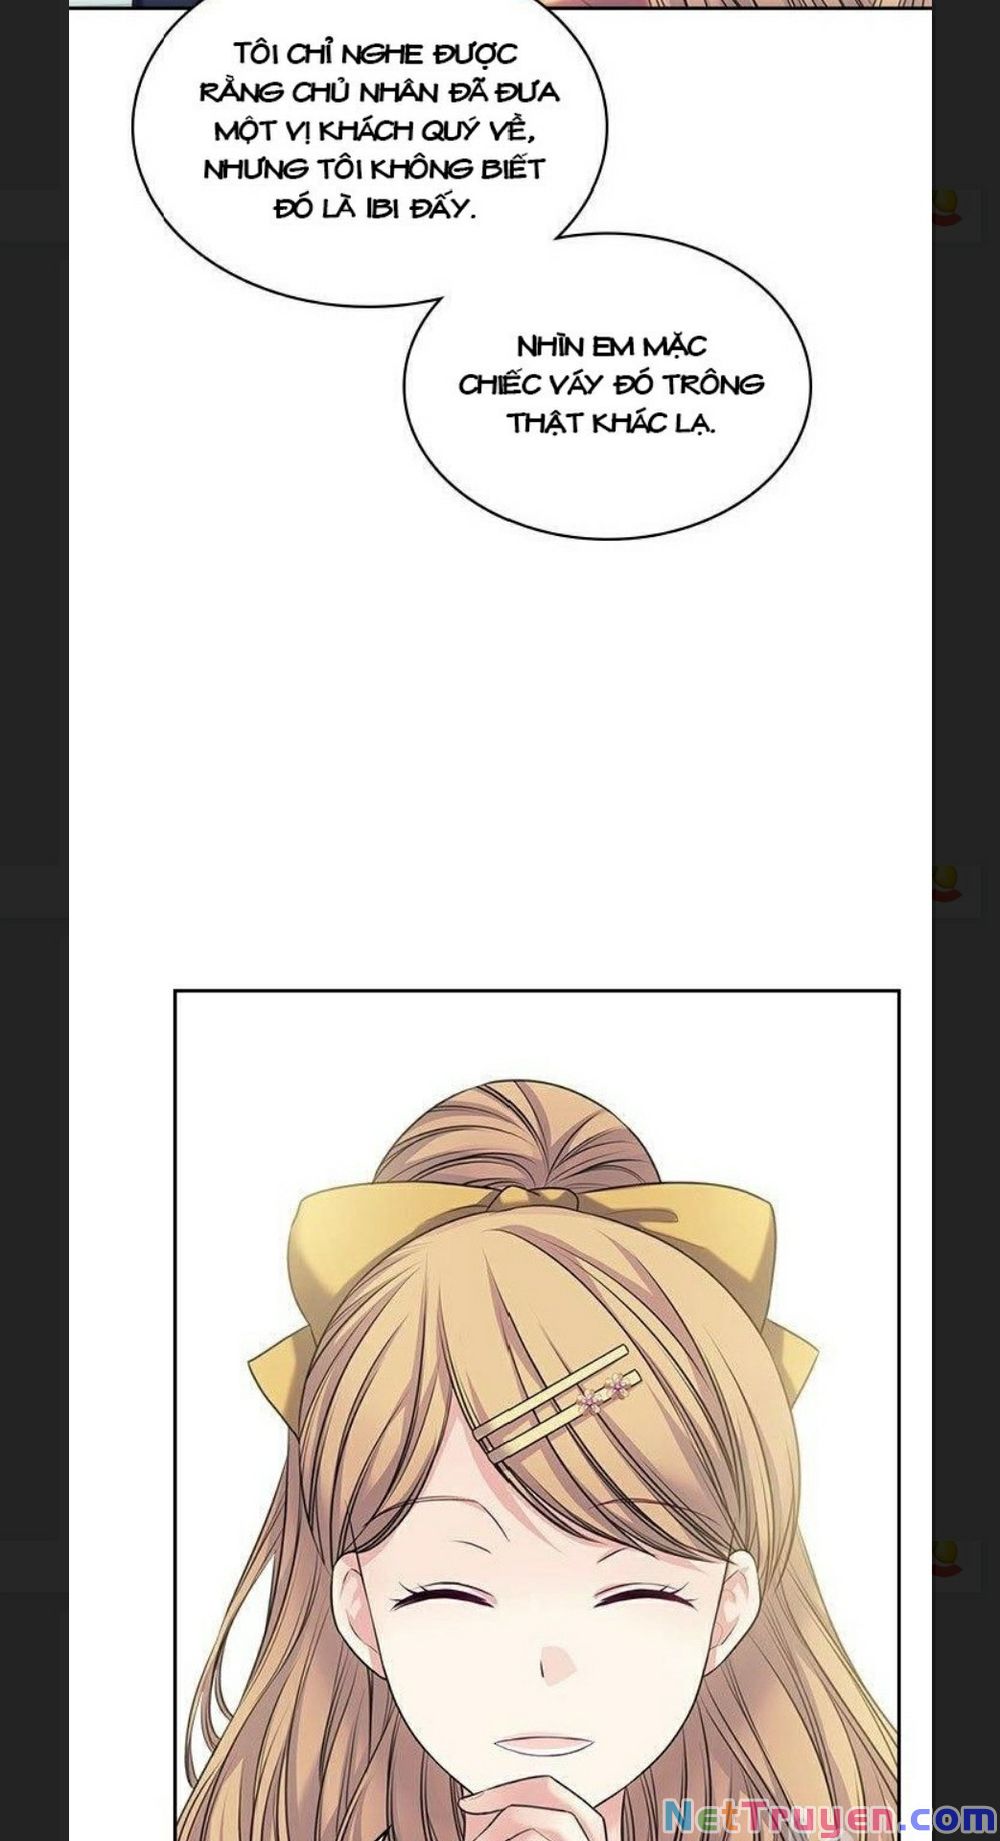 TÔI CHỈ NGHE ĐƯỢC
RẰNG CHỦ NHÂN ĐÃ ĐƯA
MỘT VỊ KHÁCH QUÝ VỀ,
NHƯNG TÔI KHÔNG BIẾT
ĐÓ LÀ IBI ĐẤY.
NHÌN EM MẶC
CHIẾC VÁY ĐÓ TRÔNG
THẬT KHÁC LẠ.
NetTruyen.com